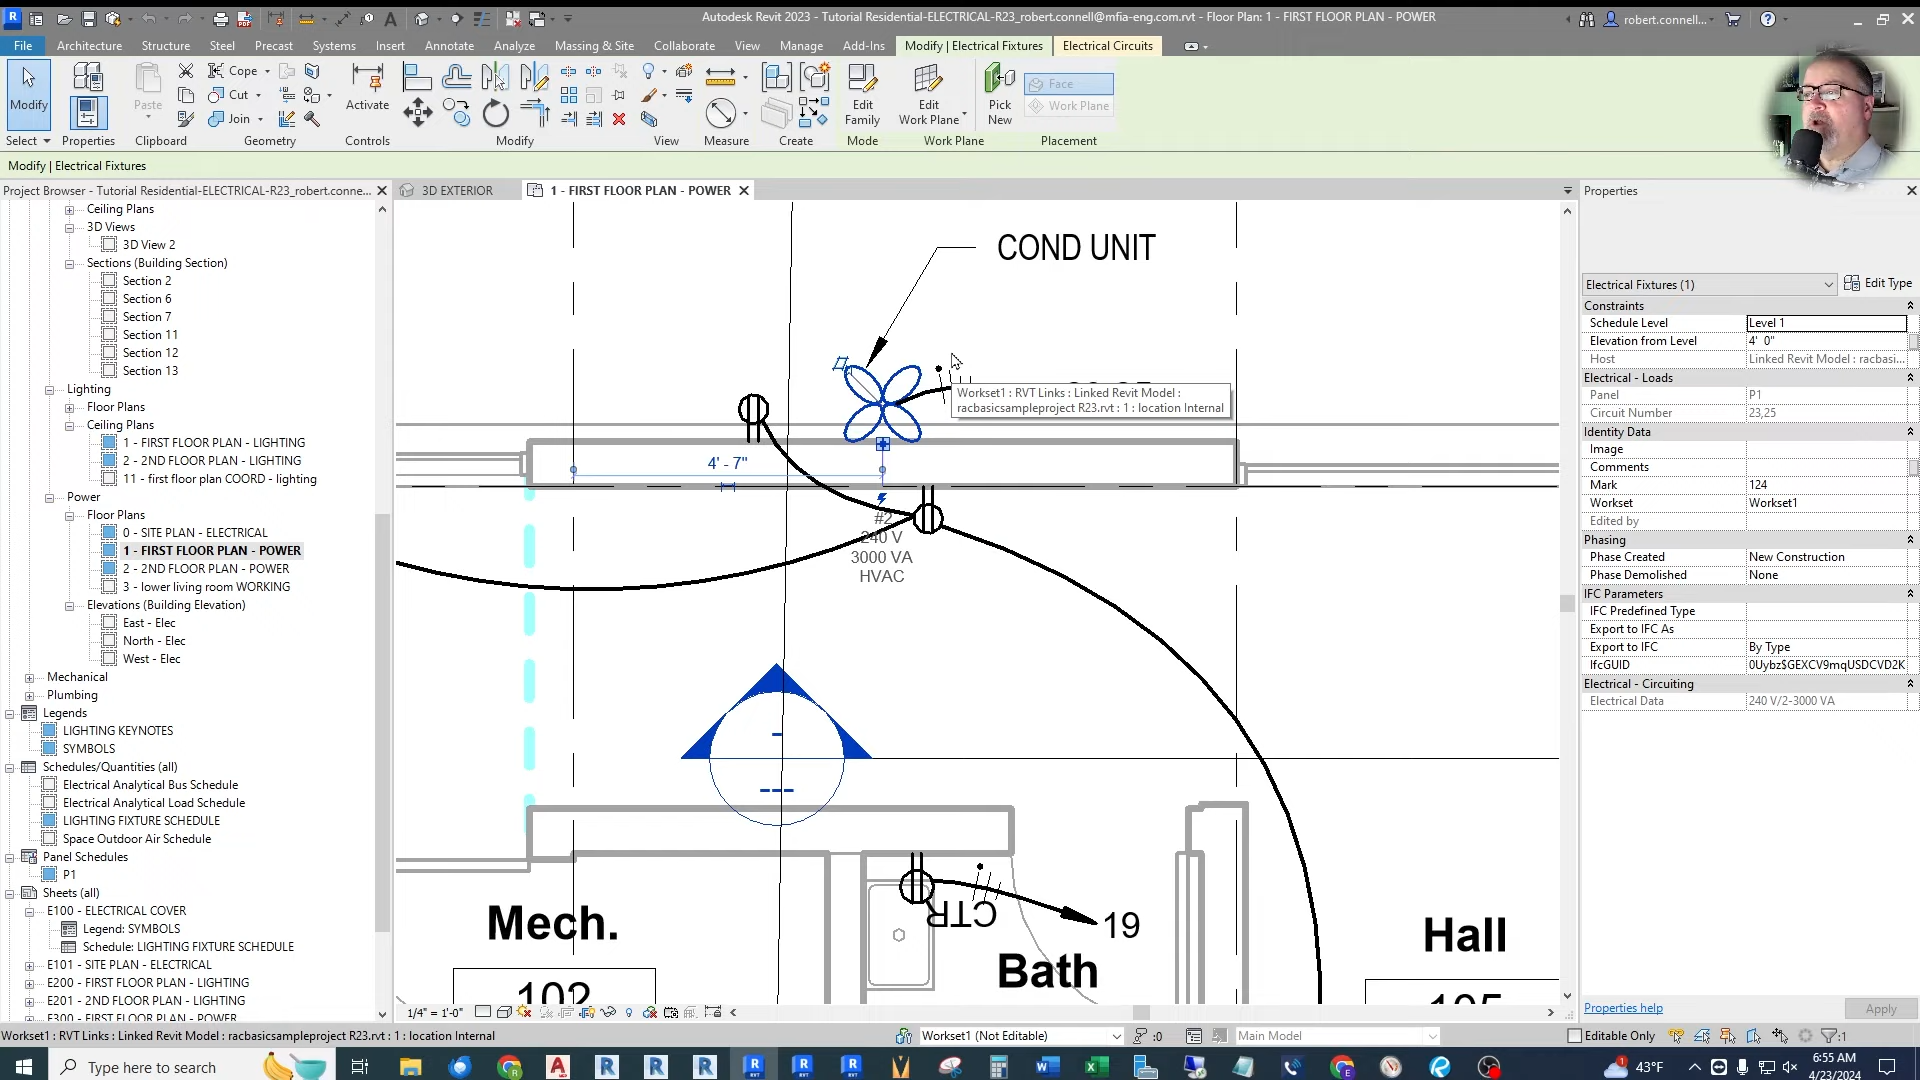 Autodesk Revit 2023 - Tutorial Residential-ELECTRICAL-R23_robert.connell@mfia-eng.com.rvt - Floor Plan: 1 - FIRST FLOOR PLAN - POWER
robert.connell...
File Architecture Structure Steel Precast Systems Insert Annotate Analyze Massing & Site Collaborate View Manage Add-Ins Modify | Electrical Fixtures Electrical Circuits
Modify
Paste
Cope
Cut
Join
Activate
Edit Family
Edit Work Plane
Pick New
Face
Work Plane
Select Properties Clipboard Geometry Controls Modify View Measure Create Mode Work Plane Placement
Modify | Electrical Fixtures
Project Browser - Tutorial Residential-ELECTRICAL-R23_robert.conne...
3D EXTERIOR
1 - FIRST FLOOR PLAN - POWER
Properties
Ceiling Plans
3D Views
3D View 2
Sections (Building Section)
Section 2
Section 6
Section 7
Section 11
Section 12
Section 13
Lighting
Floor Plans
Ceiling Plans
1 - FIRST FLOOR PLAN - LIGHTING
2 - 2ND FLOOR PLAN - LIGHTING
11 - first floor plan COORD - lighting
Power
Floor Plans
0 - SITE PLAN - ELECTRICAL
1 - FIRST FLOOR PLAN - POWER
2 - 2ND FLOOR PLAN - POWER
3 - lower living room WORKING
Elevations (Building Elevation)
East - Elec
North - Elec
West - Elec
Mechanical
Plumbing
Legends
LIGHTING KEYNOTES
SYMBOLS
Schedules/Quantities (all)
Electrical Analytical Bus Schedule
Electrical Analytical Load Schedule
LIGHTING FIXTURE SCHEDULE
Space Outdoor Air Schedule
Panel Schedules
P1
Sheets (all)
E100 - ELECTRICAL COVER
Legend: SYMBOLS
Schedule: LIGHTING FIXTURE SCHEDULE
E101 - SITE PLAN - ELECTRICAL
E200 - FIRST FLOOR PLAN - LIGHTING
E201 - 2ND FLOOR PLAN - LIGHTING
E300 - FIRST FLOOR PLAN - POWER
COND UNIT
Workset1 : RVT Links : Linked Revit Model :
racbasicsampleproject R23.rvt : 1 : location Internal
4' - 7"
#2
240 V
3000 VA
HVAC
CTR
19
Mech.
102
Bath
Hall
105
Electrical Fixtures (1)
Edit Type
Constraints
Schedule Level Level 1
Elevation from Level 4' 0"
Host Linked Revit Model : racbasi...
Electrical - Loads
Panel P1
Circuit Number 23,25
Identity Data
Image
Comments
Mark 124
Workset Workset1
Edited by
Phasing
Phase Created New Construction
Phase Demolished None
IFC Parameters
IFC Predefined Type
Export to IFC As
Export to IFC By Type
IfcGUID 0Uybz$GEXCV9mqUSDCVD2K
Electrical - Circuiting
Electrical Data 240 V/2-3000 VA
Properties help
Apply
1/4" = 1'-0"
Workset1 : RVT Links : Linked Revit Model : racbasicsampleproject R23.rvt : 1 : location Internal
Workset1 (Not Editable)
:0
Main Model
Editable Only
:1
Type here to search
43°F
6:55 AM
4/23/2024